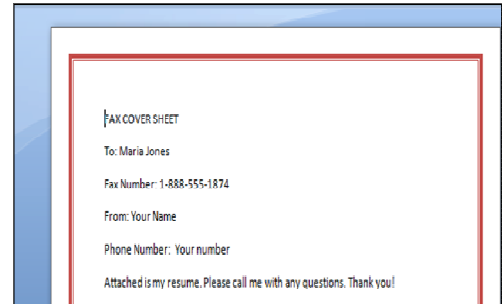 FAX COVER SHEET
To: Maria Jones
Fax Number: 1-888-555-1874
From: Your Name
Phone Number:  Your number
Attached is my resume. Please call me with any questions. Thank you!